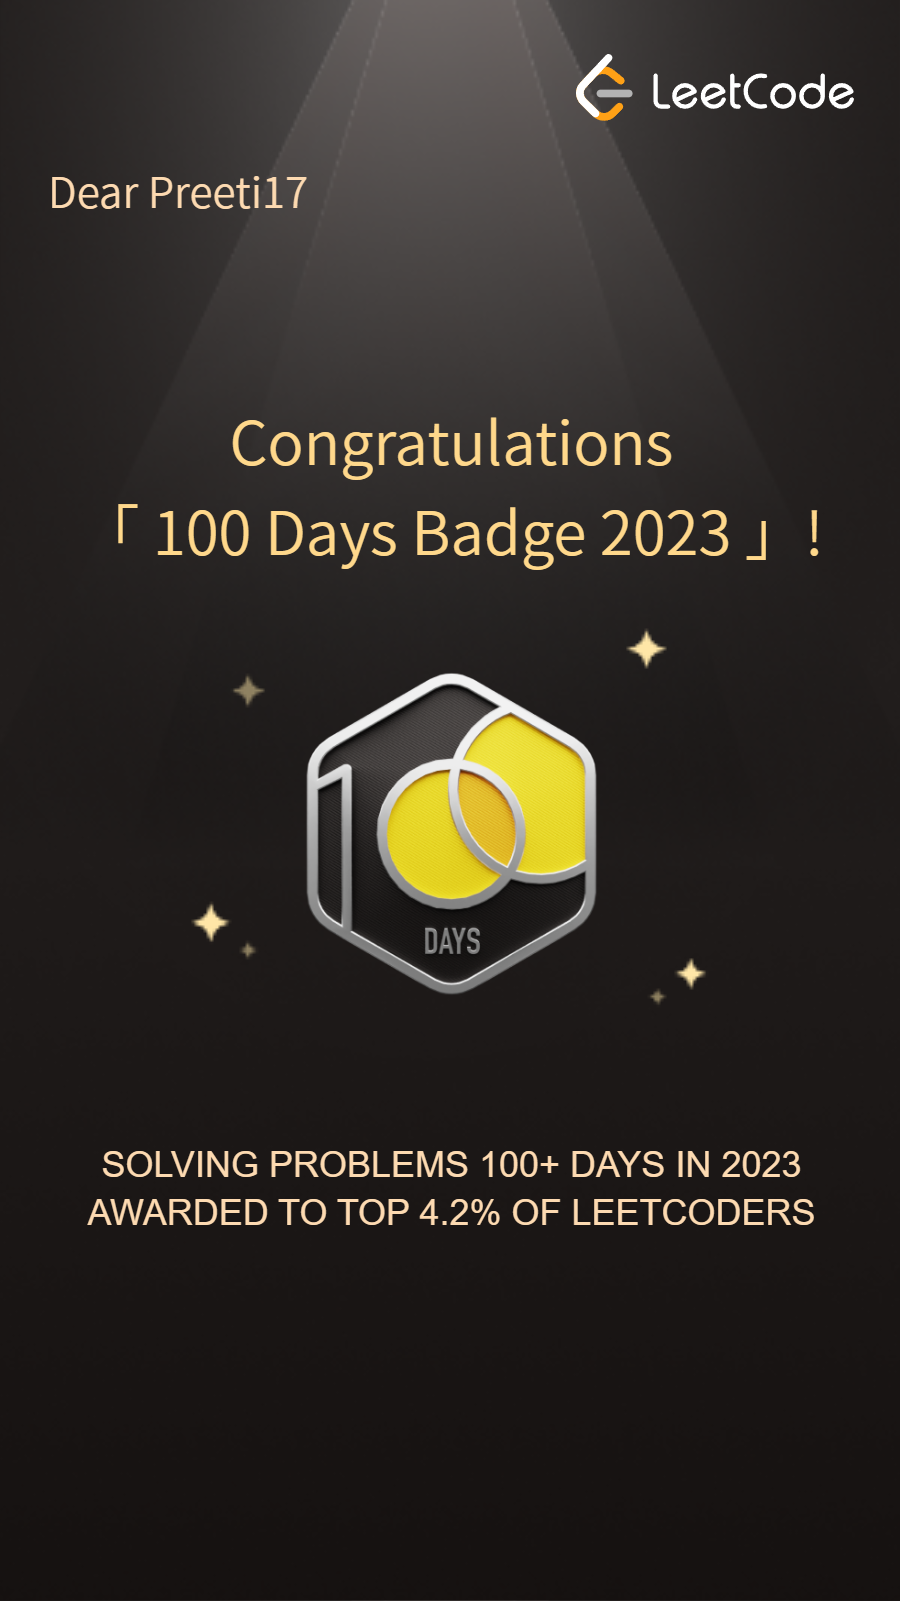 LeetCode
Dear Preeti17
Congratulations
「 100 Days Badge 2023 」!
100
DAYS
SOLVING PROBLEMS 100+ DAYS IN 2023
AWARDED TO TOP 4.2% OF LEETCODERS